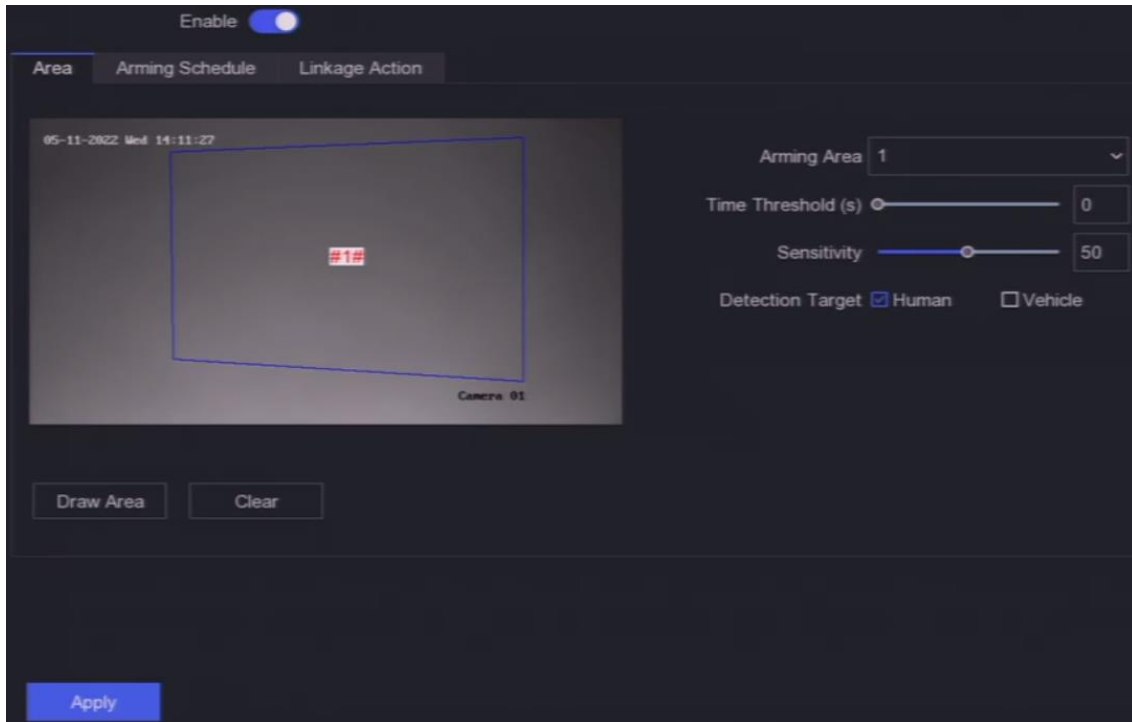 Enable
Area Arming Schedule Linkage Action
05-11-2022 Wed 14:11:27
#1#
Camera 01
Arming Area 1
Time Threshold (s) 0
Sensitivity 50
Detection Target Human Vehicle
Draw Area Clear
Apply